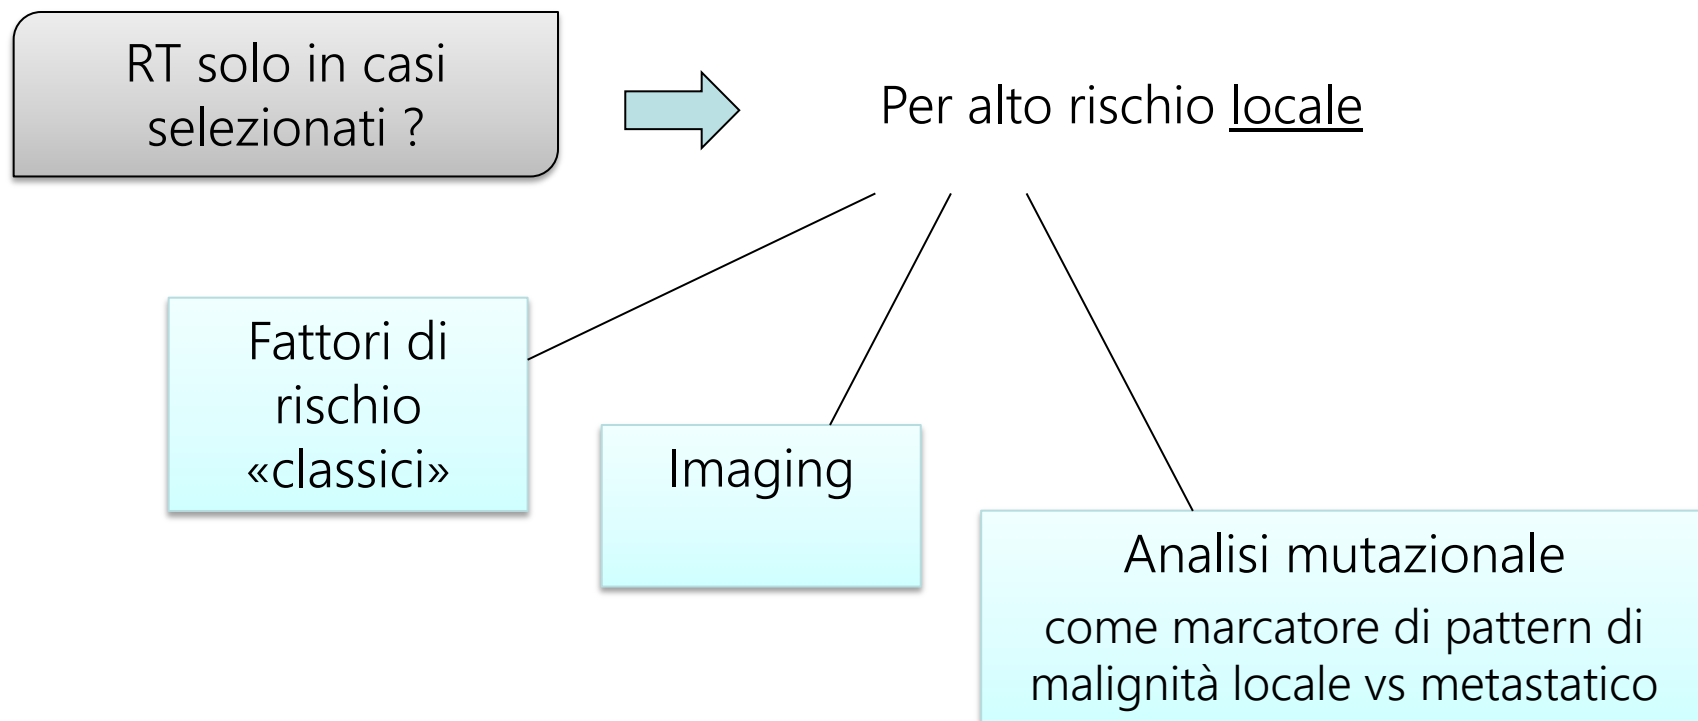 RT solo in casi
selezionati ?
Per alto rischio locale
Fattori di
rischio
«classici»
Imaging
Analisi mutazionale
come marcatore di pattern di
malignità locale vs metastatico